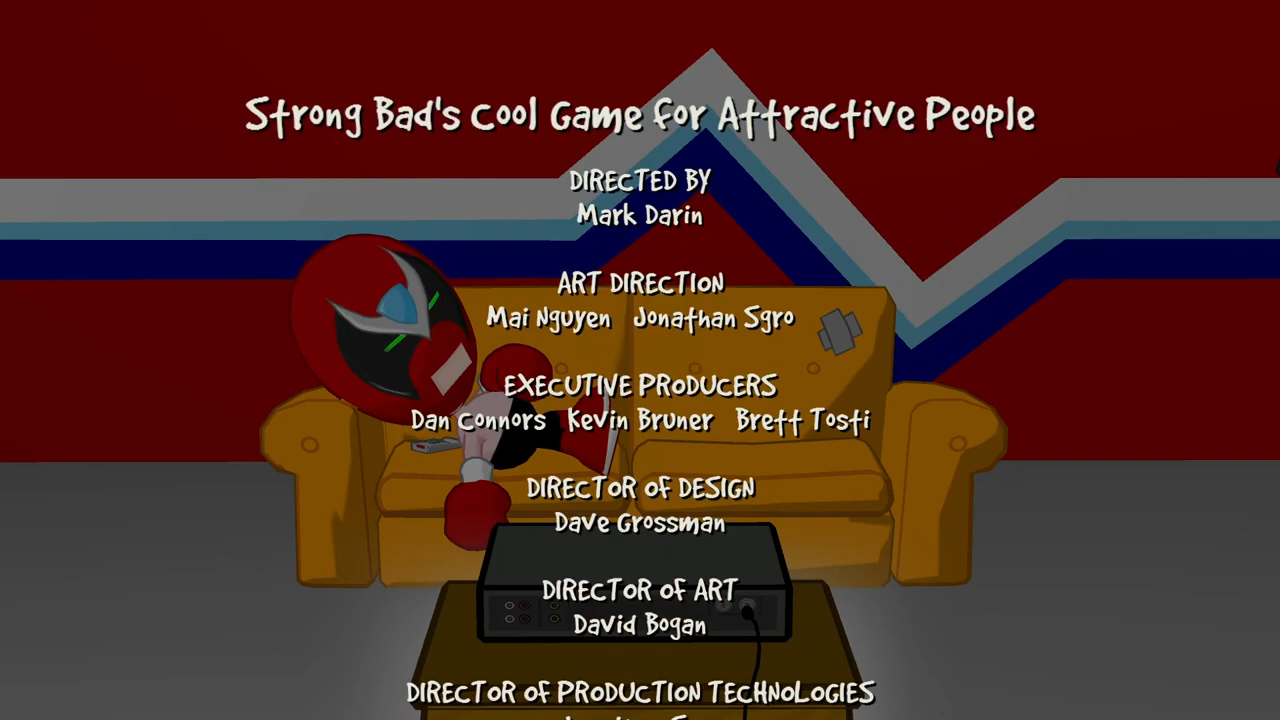 Strong Bad's Cool Game for Attractive People
DIRECTED BY
Mark Darin
ART DIRECTION
Mai Nguyen Jonathan Sgro
EXECUTIVE PRODUCERS
Dan Connors Kevin Bruner Brett Tosti
DIRECTOR OF DESIGN
Dave Grossman
DIRECTOR OF ART
David Bogan
DIRECTOR OF PRODUCTION TECHNOLOGIES